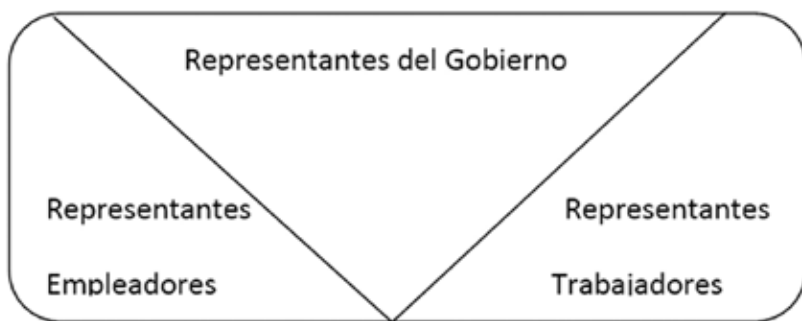 Representantes del Gobierno
Representantes
Empleadores
Representantes
Trabajadores